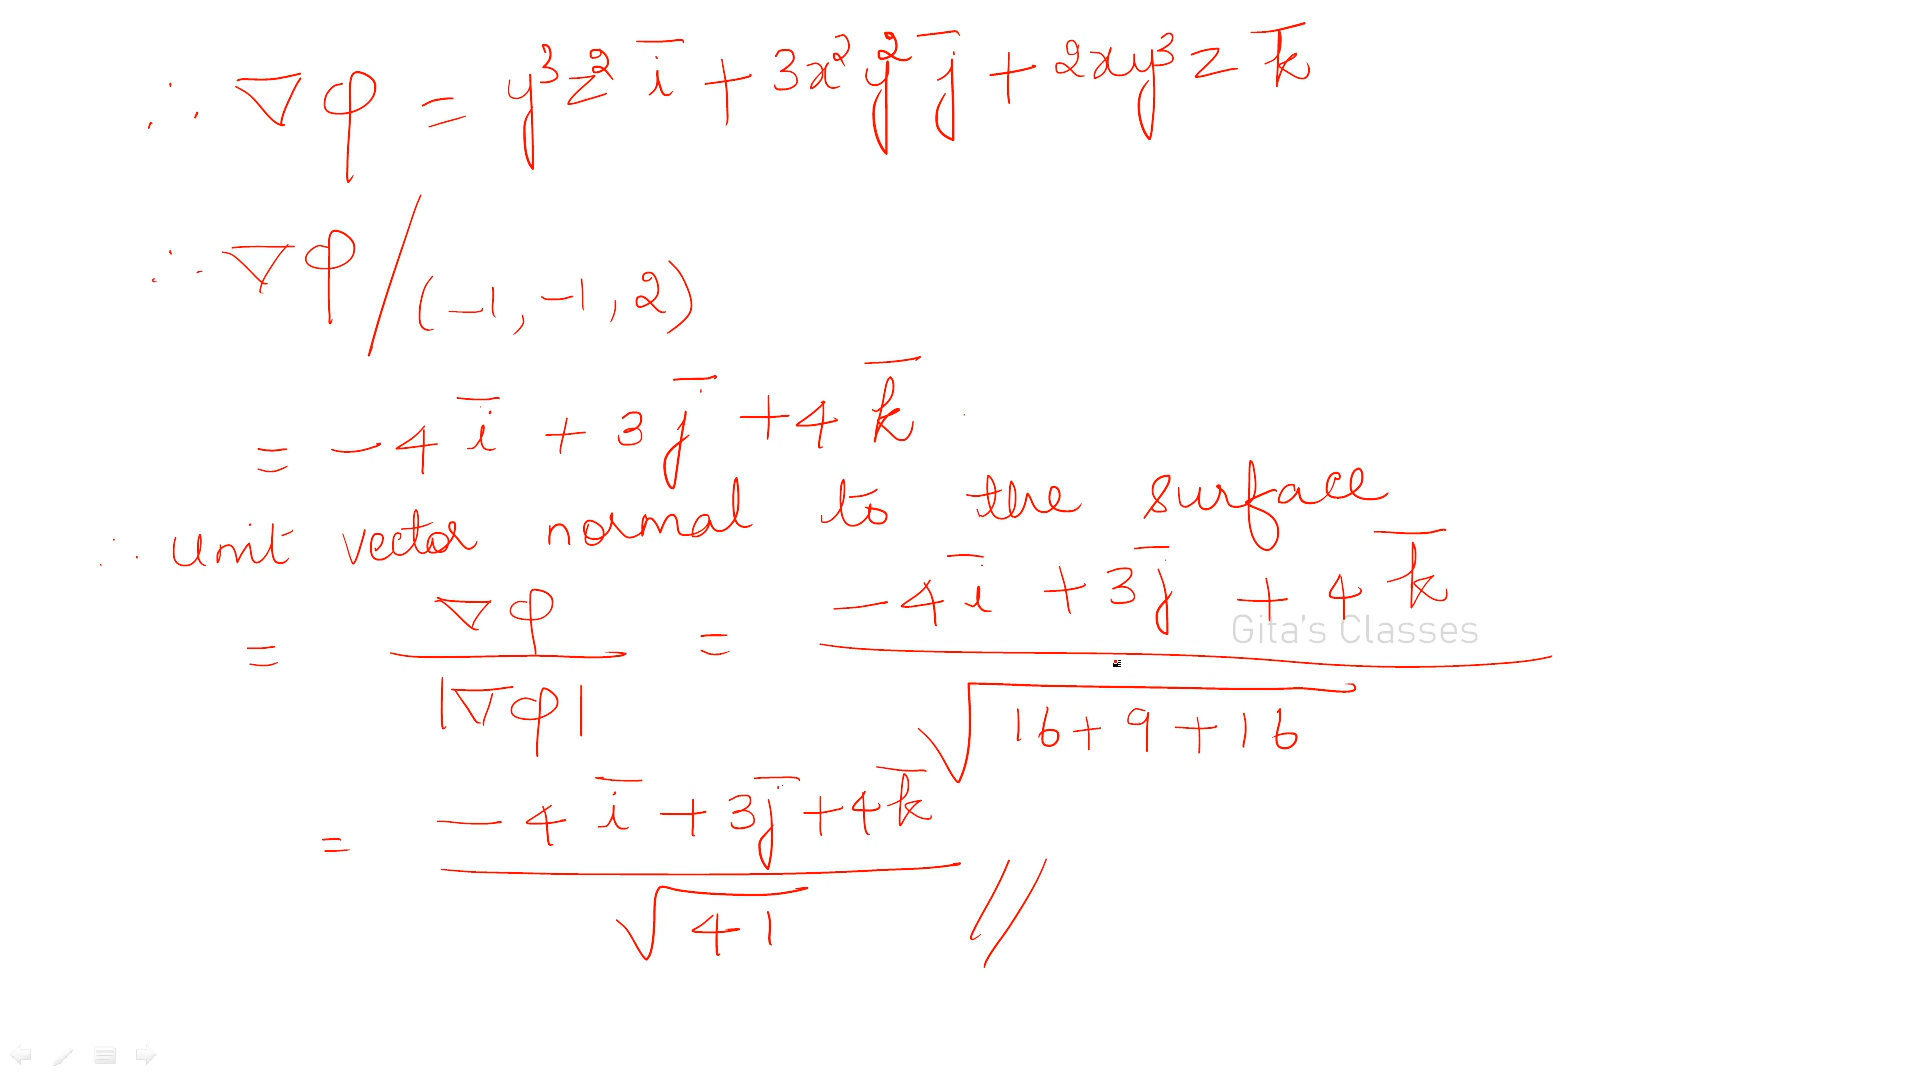 ∴ ∇φ = y³z² i̅ + 3x²y² j̅ + 2xy³z k̅
∴ ∇φ/(-1, -1, 2)
= -4 i̅ + 3 j̅ + 4 k̅
∴ unit vector normal to the surface
= ∇φ / |∇φ| = -4 i̅ + 3 j̅ + 4 k̅ / √16+9+16
Gita's Classes
= -4 i̅ + 3 j̅ + 4 k̅ / √41 //